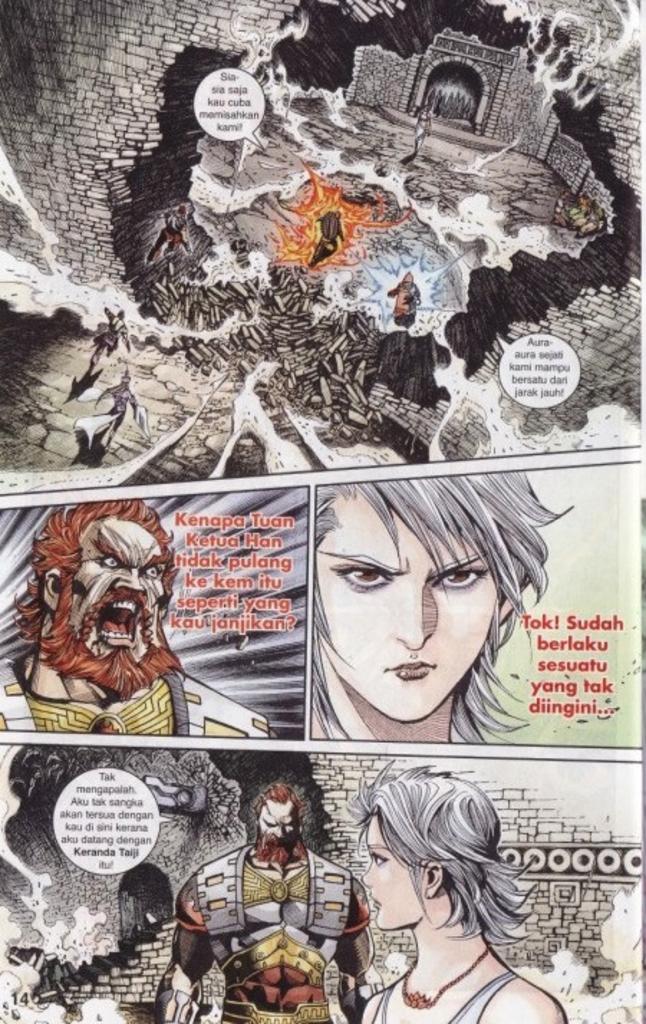 Sia-
sia saja
kau cuba
memisahkan
kami!
Aura-
aura sejati
kami mampu
bersatu dari
jarak jauh!
Kenapa Tuan
Ketua Han
tidak pulang
ke kem itu
seperti yang
kau janjikan?
Tok! Sudah
berlaku
sesuatu
yang tak
diingini...
Tak
mengapalah.
Aku tak sangka
akan tersua dengan
kau di sini kerana
aku datang dengan
Keranda Taiji
itu!
14